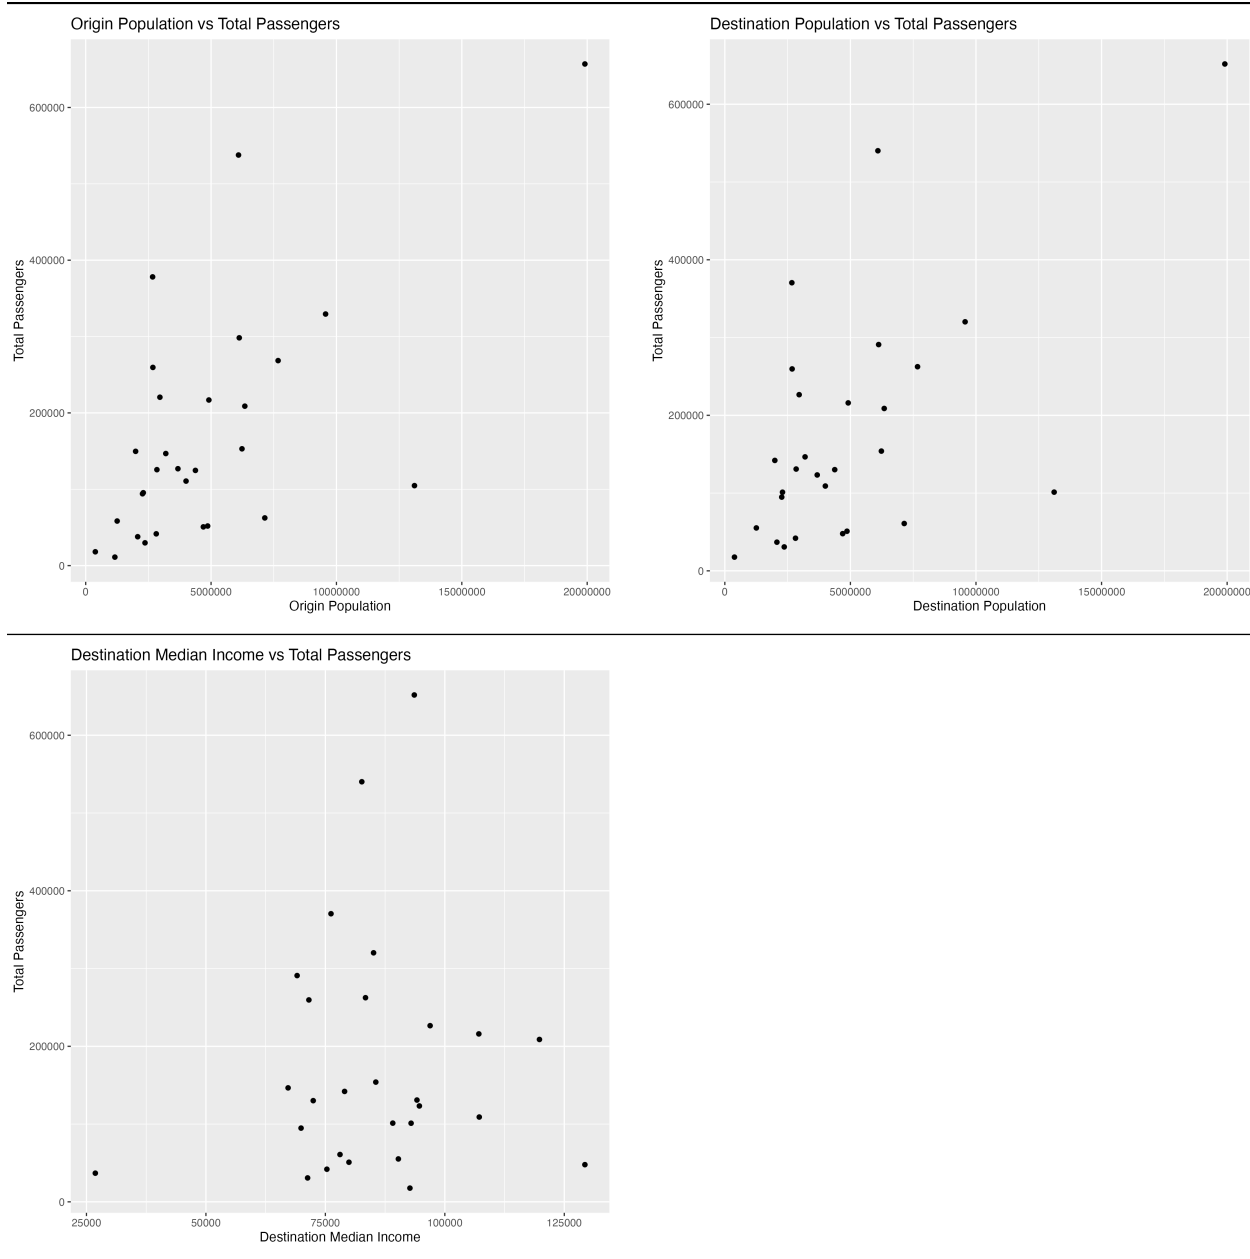 Origin Population vs Total Passengers
Total Passengers
600000
400000
200000
0
0 5000000 10000000 15000000 20000000
Origin Population
Destination Population vs Total Passengers
Total Passengers
600000
400000
200000
0
0 5000000 10000000 15000000 20000000
Destination Population
Destination Median Income vs Total Passengers
Total Passengers
600000
400000
200000
0
25000 50000 75000 100000 125000
Destination Median Income